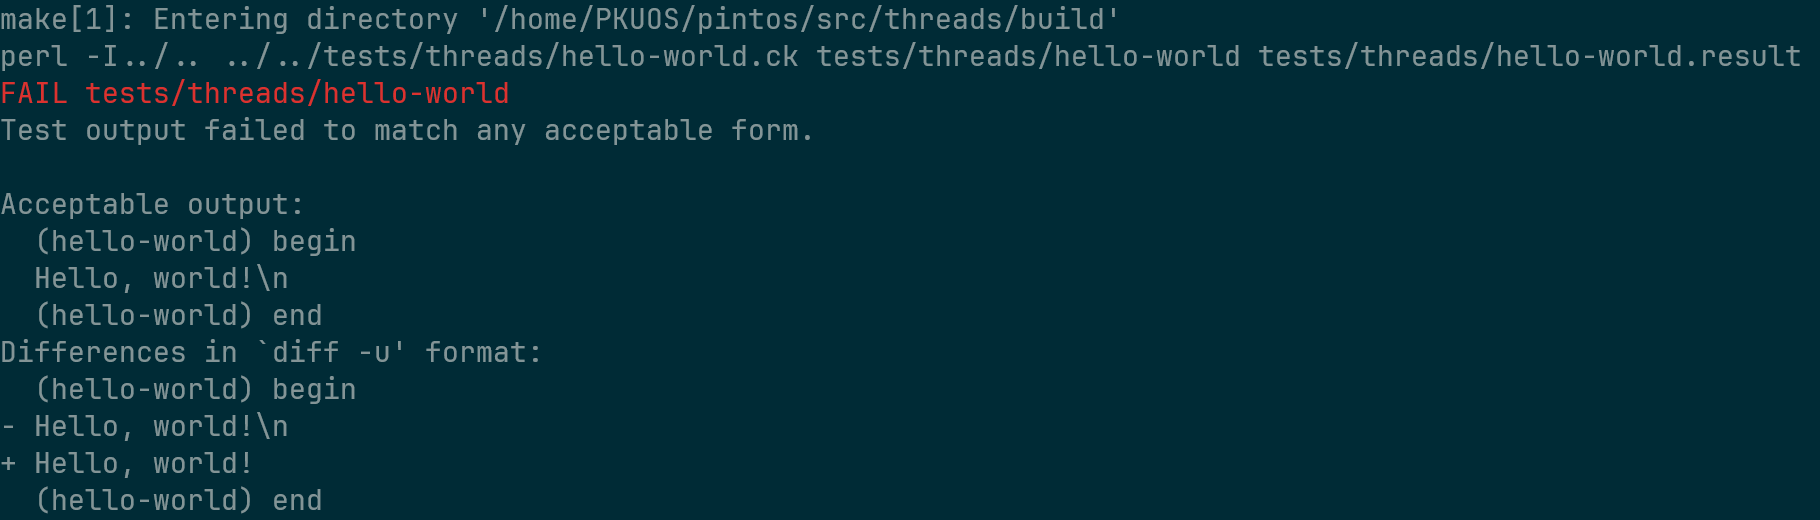 make[1]: Entering directory '/home/PKUOS/pintos/src/threads/build'
perl -I../.. ../../tests/threads/hello-world.ck tests/threads/hello-world tests/threads/hello-world.result
FAIL tests/threads/hello-world
Test output failed to match any acceptable form.

Acceptable output:
  (hello-world) begin
  Hello, world!\n
  (hello-world) end
Differences in `diff -u' format:
  (hello-world) begin
- Hello, world!\n
+ Hello, world!
  (hello-world) end